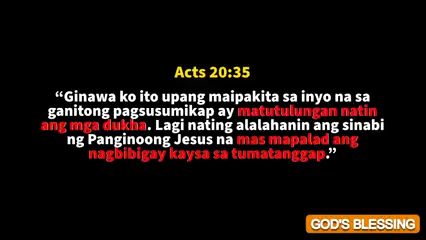 Acts 20:35
“Ginawa ko ito upang maipakita sa inyo na sa
ganitong pagsusumikap ay matutulungan natin
ang mga dukha. Lagi nating alalahanin ang sinabi
ng Panginoong Jesus na mas mapalad ang
nagbibigay kaysa sa tumatanggap.”
GOD'S BLESSING